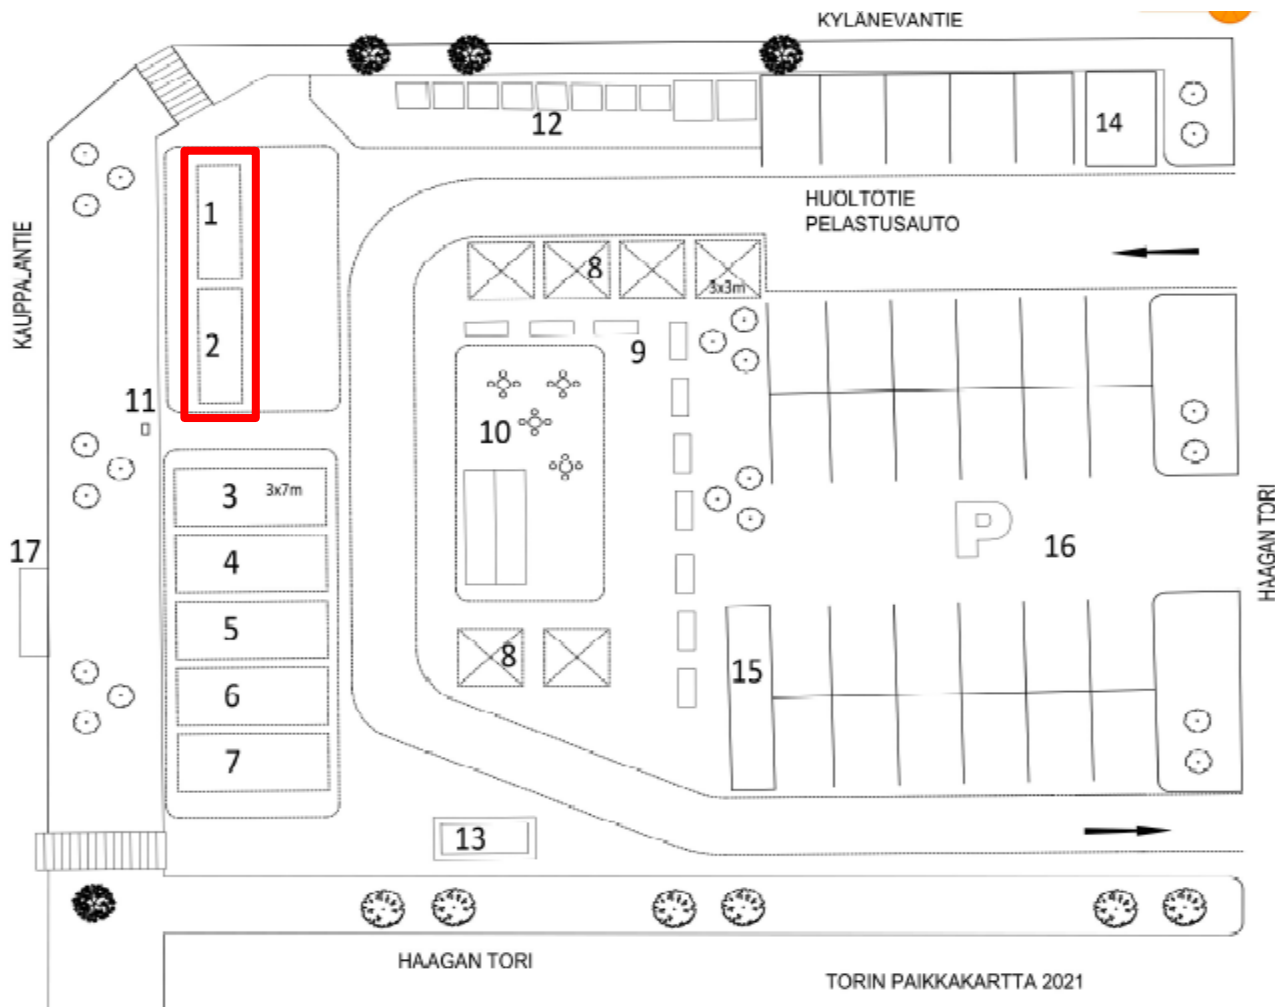 KYLÄNEVANTIE
12
14
1
HUOLTOTIE
PELASTUSAUTO
KAUPPALANTIE
8
3x3m
2
9
11
10
3
3x7m
HAAGAN TORI
17
4
16
5
8
15
6
7
13
HAAGAN TORI
TORIN PAIKKAKARTTA 2021
P